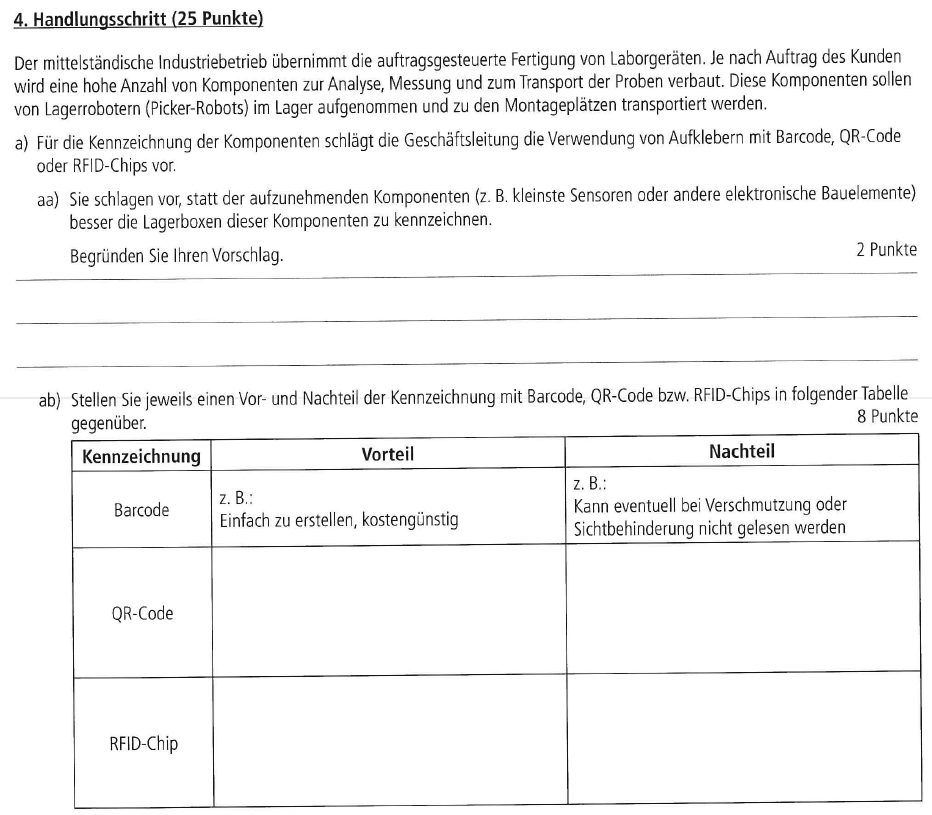 4. Handlungsschritt (25 Punkte)
Der mittelständische Industriebetrieb übernimmt die auftragsgesteuerte Fertigung von Laborgeräten. Je nach Auftrag des Kunden
wird eine hohe Anzahl von Komponenten zur Analyse, Messung und zum Transport der Proben verbaut. Diese Komponenten sollen
von Lagerrobotern (Picker-Robots) im Lager aufgenommen und zu den Montageplätzen transportiert werden.
a) Für die Kennzeichnung der Komponenten schlägt die Geschäftsleitung die Verwendung von Aufklebern mit Barcode, QR-Code
oder RFID-Chips vor.
aa) Sie schlagen vor, statt der aufzunehmenden Komponenten (z. B. kleinste Sensoren oder andere elektronische Bauelemente)
besser die Lagerboxen dieser Komponenten zu kennzeichnen.
Begründen Sie Ihren Vorschlag. 2 Punkte
ab) Stellen Sie jeweils einen Vor- und Nachteil der Kennzeichnung mit Barcode, QR-Code bzw. RFID-Chips in folgender Tabelle
gegenüber. 8 Punkte
Kennzeichnung Vorteil Nachteil
Barcode
z. B.:
Einfach zu erstellen, kostengünstig
z. B.:
Kann eventuell bei Verschmutzung oder
Sichtbehinderung nicht gelesen werden
QR-Code
RFID-Chip